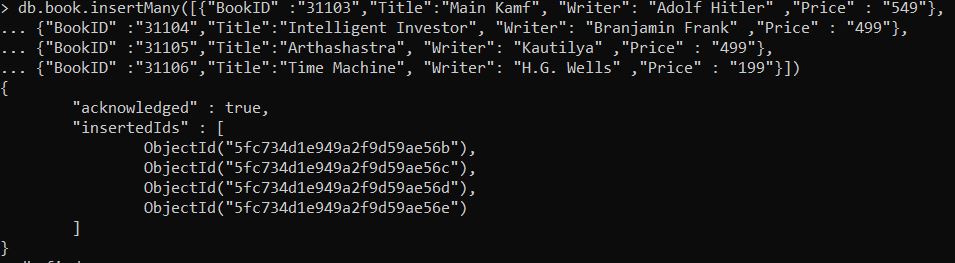 > db.book.insertMany([{"BookID" :"31103","Title":"Main Kamf", "Writer": "Adolf Hitler" ,"Price" : "549"},
... {"BookID" :"31104","Title":"Intelligent Investor", "Writer": "Branjamin Frank" ,"Price" : "499"},
... {"BookID" :"31105","Title":"Arthashastra", "Writer": "Kautilya" ,"Price" : "499"},
... {"BookID" :"31106","Title":"Time Machine", "Writer": "H.G. Wells" ,"Price" : "199"}])
{
"acknowledged" : true,
"insertedIds" : [
ObjectId("5fc734d1e949a2f9d59ae56b"),
ObjectId("5fc734d1e949a2f9d59ae56c"),
ObjectId("5fc734d1e949a2f9d59ae56d"),
ObjectId("5fc734d1e949a2f9d59ae56e")
]
}